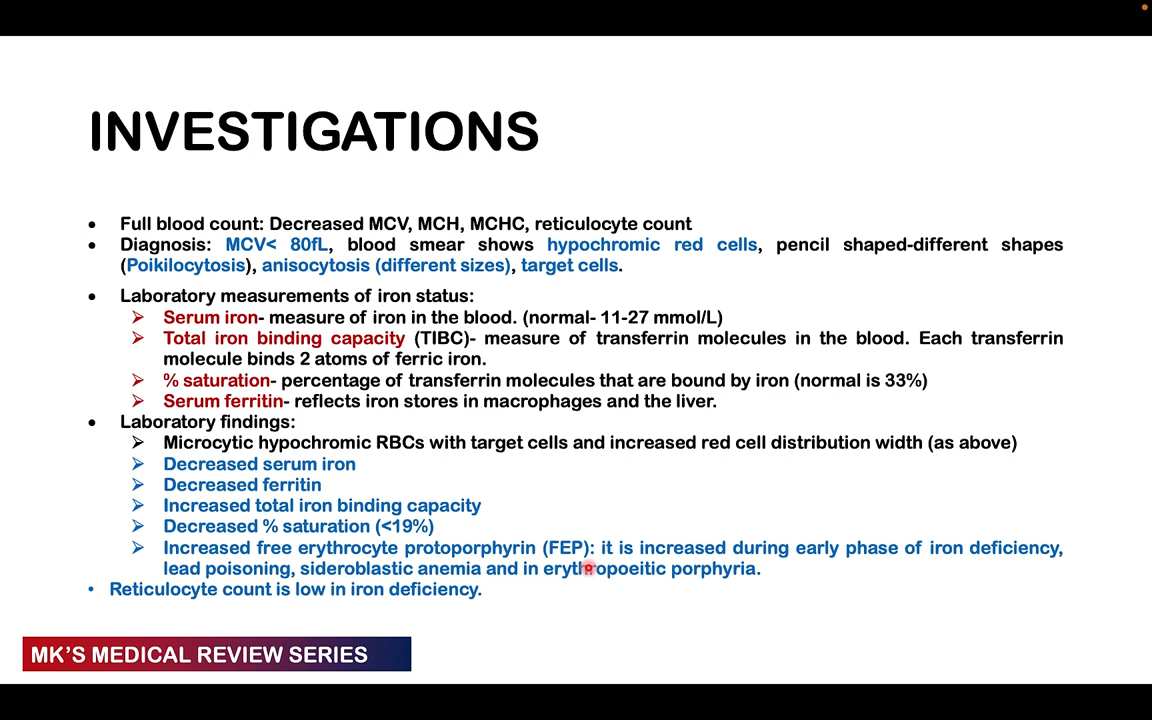 INVESTIGATIONS
• Full blood count: Decreased MCV, MCH, MCHC, reticulocyte count
• Diagnosis: MCV< 80fL, blood smear shows hypochromic red cells, pencil shaped-different shapes
(Poikilocytosis), anisocytosis (different sizes), target cells.
• Laboratory measurements of iron status:
➢ Serum iron- measure of iron in the blood. (normal- 11-27 mmol/L)
➢ Total iron binding capacity (TIBC)- measure of transferrin molecules in the blood. Each transferrin
molecule binds 2 atoms of ferric iron.
➢ % saturation- percentage of transferrin molecules that are bound by iron (normal is 33%)
➢ Serum ferritin- reflects iron stores in macrophages and the liver.
• Laboratory findings:
➢ Microcytic hypochromic RBCs with target cells and increased red cell distribution width (as above)
➢ Decreased serum iron
➢ Decreased ferritin
➢ Increased total iron binding capacity
➢ Decreased % saturation (<19%)
➢ Increased free erythrocyte protoporphyrin (FEP): it is increased during early phase of iron deficiency,
lead poisoning, sideroblastic anemia and in erythropoeitic porphyria.
• Reticulocyte count is low in iron deficiency.
MK'S MEDICAL REVIEW SERIES